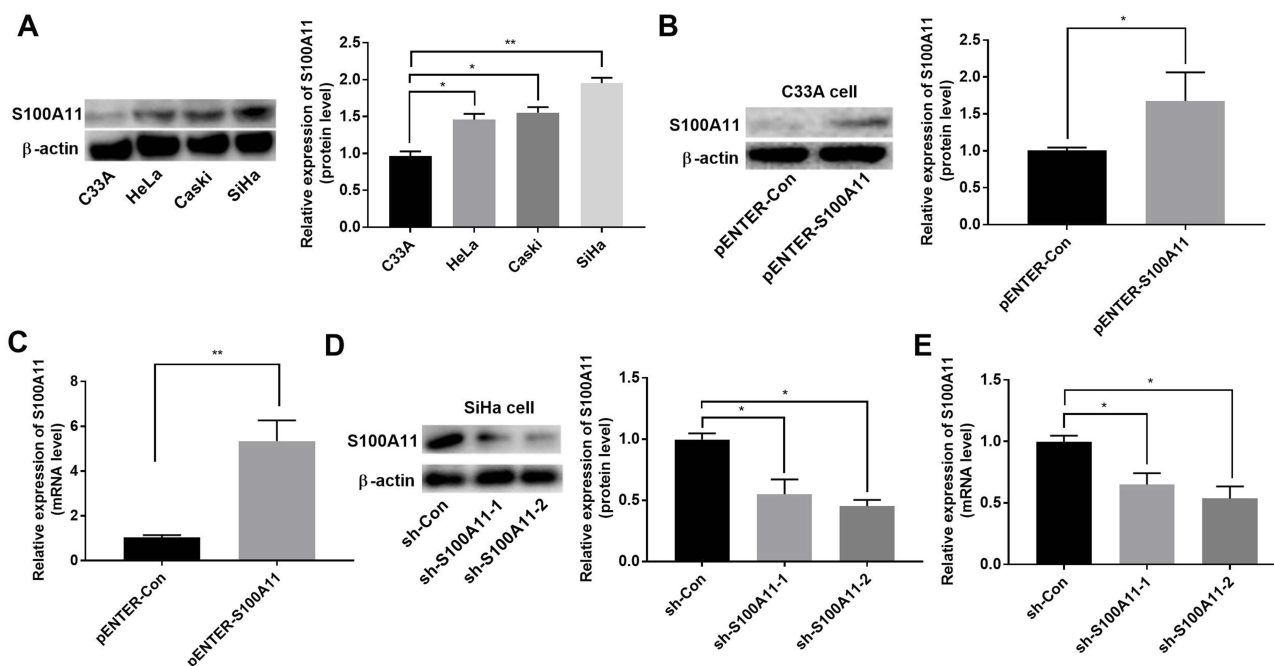 A
S100A11
β-actin
C33A
HeLa
Caski
SiHa
Relative expression of S100A11
(protein level)
2.5
2.0
1.5
1.0
0.5
0.0
**
*
*
C33A
HeLa
Caski
SiHa
B
C33A cell
S100A11
β-actin
pENTER-Con
pENTER-S100A11
Relative expression of S100A11
(protein level)
2.5
2.0
1.5
1.0
0.5
0.0
*
pENTER-Con
pENTER-S100A11
C
Relative expression of S100A11
(mRNA level)
8
6
4
2
0
**
pENTER-Con
pENTER-S100A11
D
SiHa cell
S100A11
β-actin
sh-Con
sh-S100A11-1
sh-S100A11-2
Relative expression of S100A11
(protein level)
1.5
1.0
0.5
0.0
*
*
sh-Con
sh-S100A11-1
sh-S100A11-2
E
Relative expression of S100A11
(mRNA level)
1.5
1.0
0.5
0.0
*
*
sh-Con
sh-S100A11-1
sh-S100A11-2